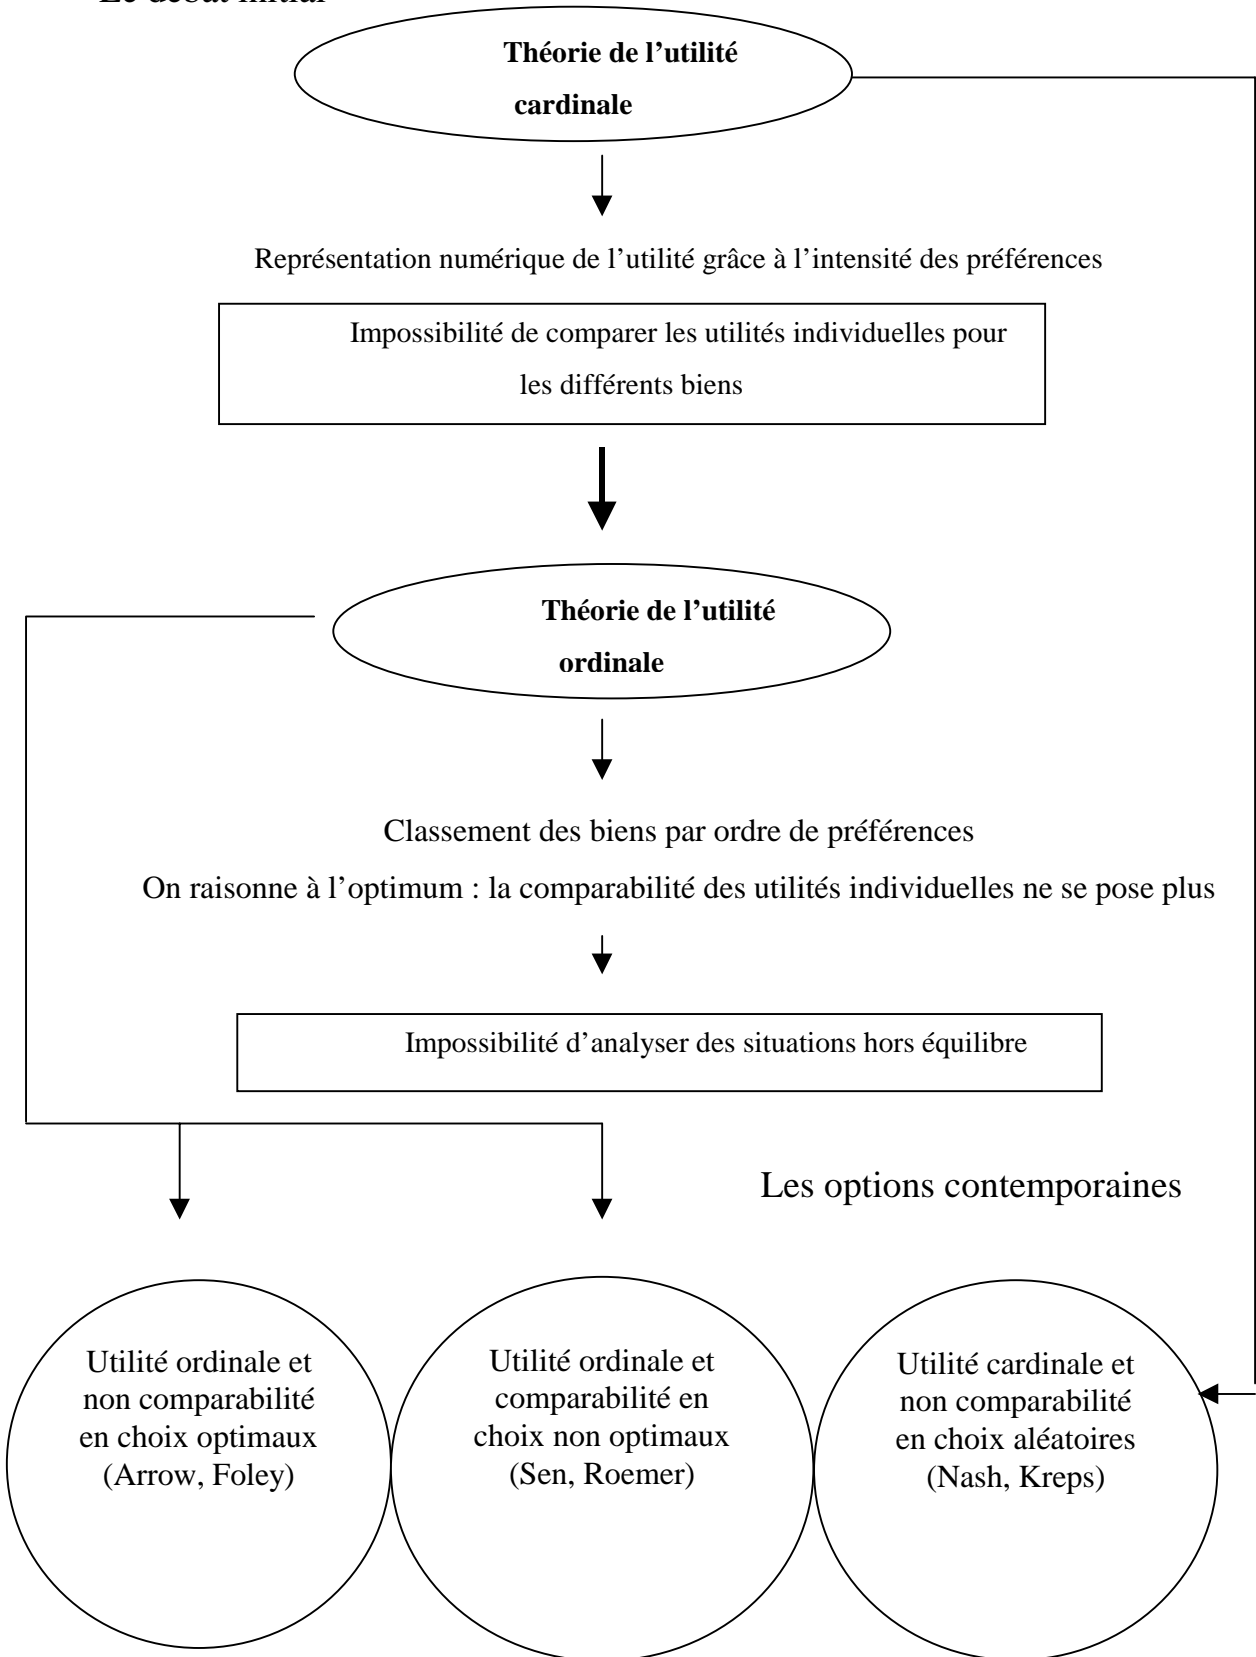 Le débat initial
Théorie de l’utilité
cardinale
Représentation numérique de l’utilité grâce à l’intensité des préférences
Impossibilité de comparer les utilités individuelles pour
les différents biens
Théorie de l’utilité
ordinale
Classement des biens par ordre de préférences
On raisonne à l’optimum : la comparabilité des utilités individuelles ne se pose plus
Impossibilité d’analyser des situations hors équilibre
Les options contemporaines
Utilité ordinale et
non comparabilité
en choix optimaux
(Arrow, Foley)
Utilité ordinale et
comparabilité en
choix non optimaux
(Sen, Roemer)
Utilité cardinale et
non comparabilité
en choix aléatoires
(Nash, Kreps)